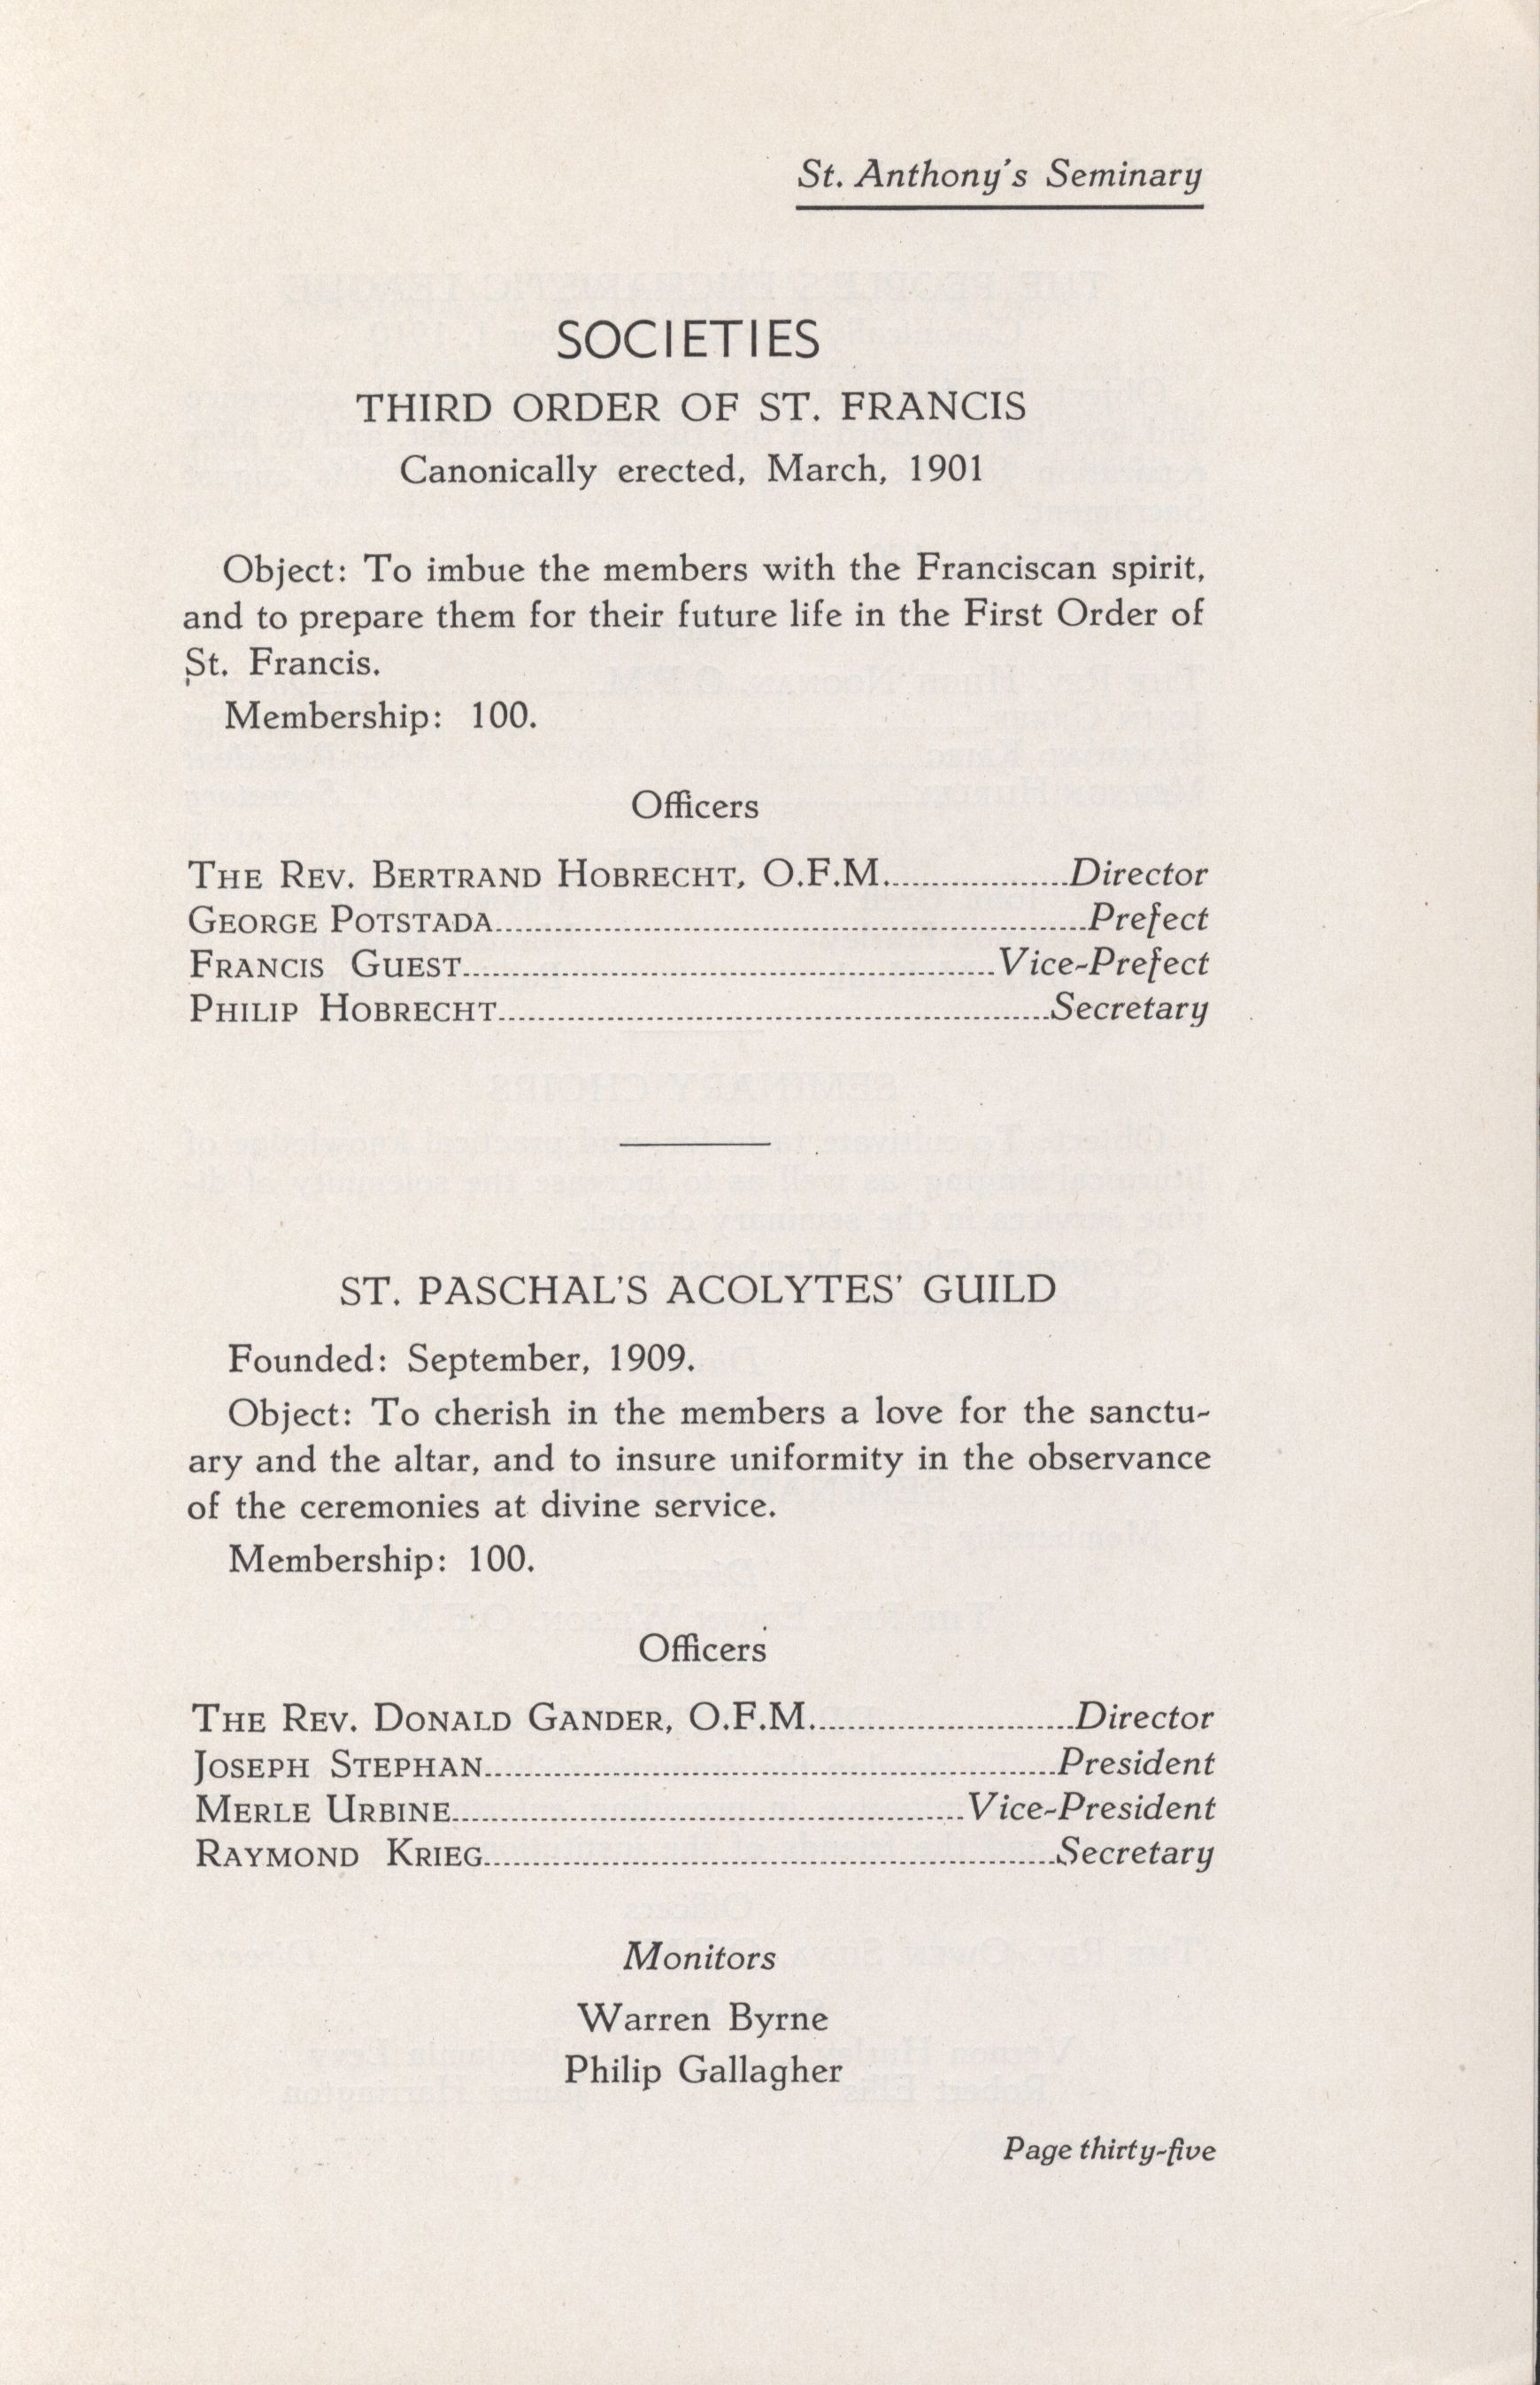 St. Anthony's Seminary
SOCIETIES
THIRD ORDER OF ST. FRANCIS
Canonically erected, March, 1901
Object: To imbue the members with the Franciscan spirit,
and to prepare them for their future life in the First Order of
St. Francis.
Membership: 100.
Officers
THE REV. BERTRAND HOBRECHT, O.F.M..................Director
GEORGE POTSTADA............................................................Prefect
FRANCIS GUEST......................................................Vice-Prefect
PHILIP HOBRECHT........................................................Secretary
ST. PASCHAL'S ACOLYTES' GUILD
Founded: September, 1909.
Object: To cherish in the members a love for the sanctu-
ary and the altar, and to insure uniformity in the observance
of the ceremonies at divine service.
Membership: 100.
Officers
THE REV. DONALD GANDER, O.F.M...........................Director
JOSEPH STEPHAN..........................................................President
MERLE URBINE....................................................Vice-President
RAYMOND KRIEG..........................................................Secretary
Monitors
Warren Byrne
Philip Gallagher
Page thirty-five